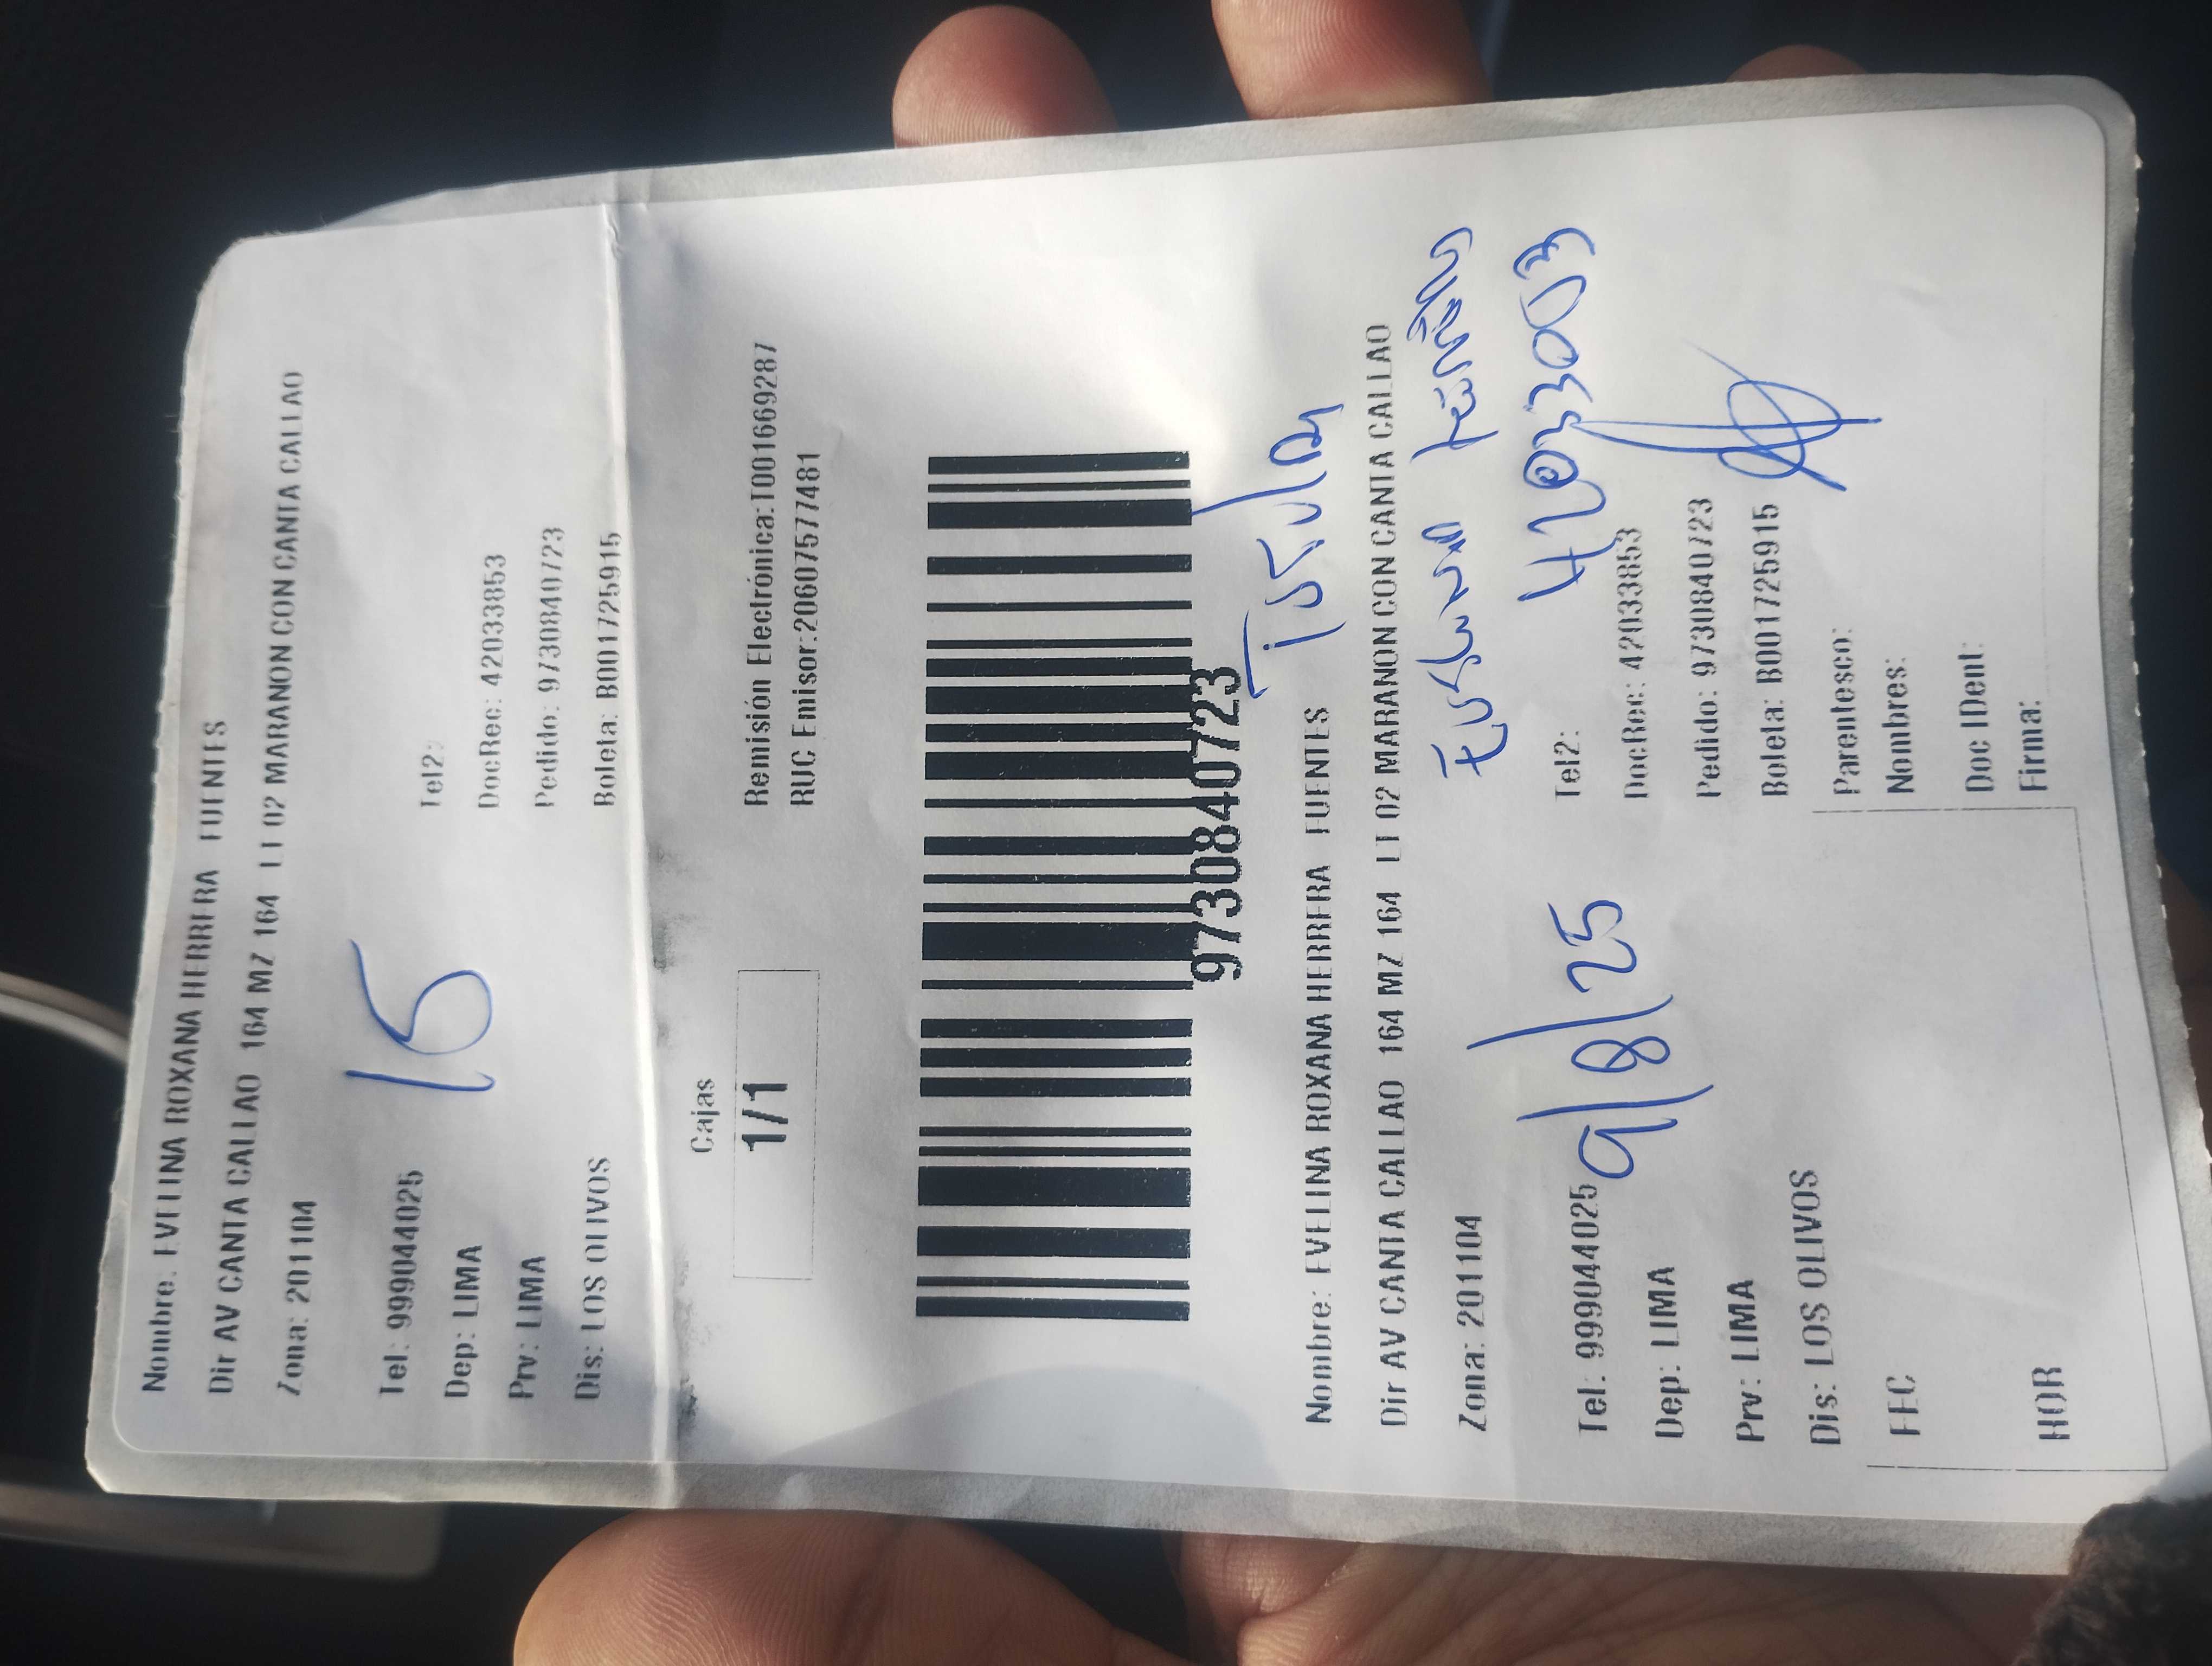 Nombre: EVELINA ROXANA HERRERA FUENTES
Dir AV CANTA CALLAO 164 MZ 164 LT 02 MARANON CON CANTA CALLAO
Zona: 201104
15
Tel: 999044025 Tel2:
Dep: LIMA DocRec: 42033853
Prv: LIMA Pedido: 9730840723
Dis: LOS OLIVOS Boleta: B001725915
Cajas
1/1
Remisión Electrónica:T001669287
RUC Emisor:20607577481
9730840723
Nombre: EVELINA ROXANA HERRERA FUENTES
Dir AV CANTA CALLAO 164 MZ 164 LT 02 MARANON CON CANTA CALLAO
Zona: 201104
9/8/25
Tel: 999044025 Tel2:
Dep: LIMA DocRec: 42033853
Prv: LIMA Pedido: 9730840723
Dis: LOS OLIVOS Boleta: B001725915
Parentesco:
FEC Nombres:
Doc IDent:
HOR Firma: